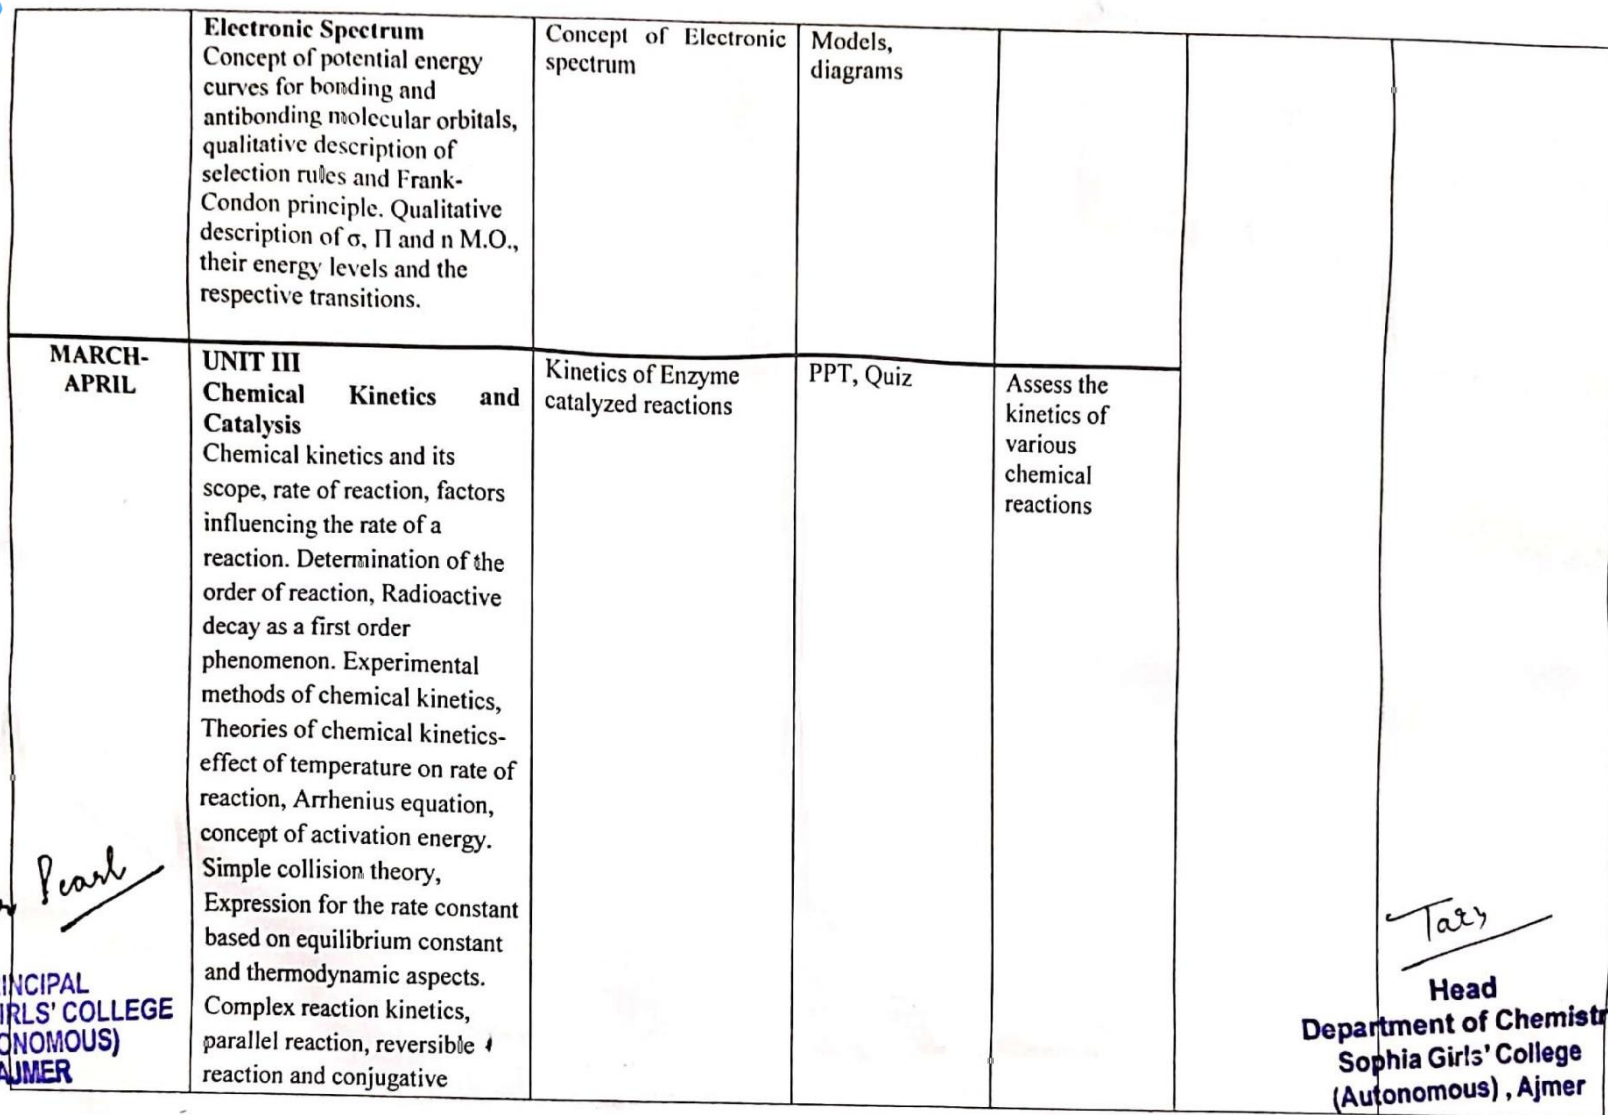 Electronic Spectrum
Concept of potential energy
curves for bonding and
antibonding molecular orbitals,
qualitative description of
selection rules and Frank-
Condon principle. Qualitative
description of σ, Π and n M.O.,
their energy levels and the
respective transitions.
Concept of Electronic
spectrum
Models,
diagrams
MARCH-
APRIL
UNIT III
Chemical Kinetics and
Catalysis
Chemical kinetics and its
scope, rate of reaction, factors
influencing the rate of a
reaction. Determination of the
order of reaction, Radioactive
decay as a first order
phenomenon. Experimental
methods of chemical kinetics,
Theories of chemical kinetics-
effect of temperature on rate of
reaction, Arrhenius equation,
concept of activation energy.
Simple collision theory,
Expression for the rate constant
based on equilibrium constant
and thermodynamic aspects.
Complex reaction kinetics,
parallel reaction, reversible
reaction and conjugative
Kinetics of Enzyme
catalyzed reactions
PPT, Quiz
Assess the
kinetics of
various
chemical
reactions
Pearl
INCIPAL
IRLS' COLLEGE
ONOMOUS)
AJMER
Head
Department of Chemistr
Sophia Girls' College
(Autonomous), Ajmer